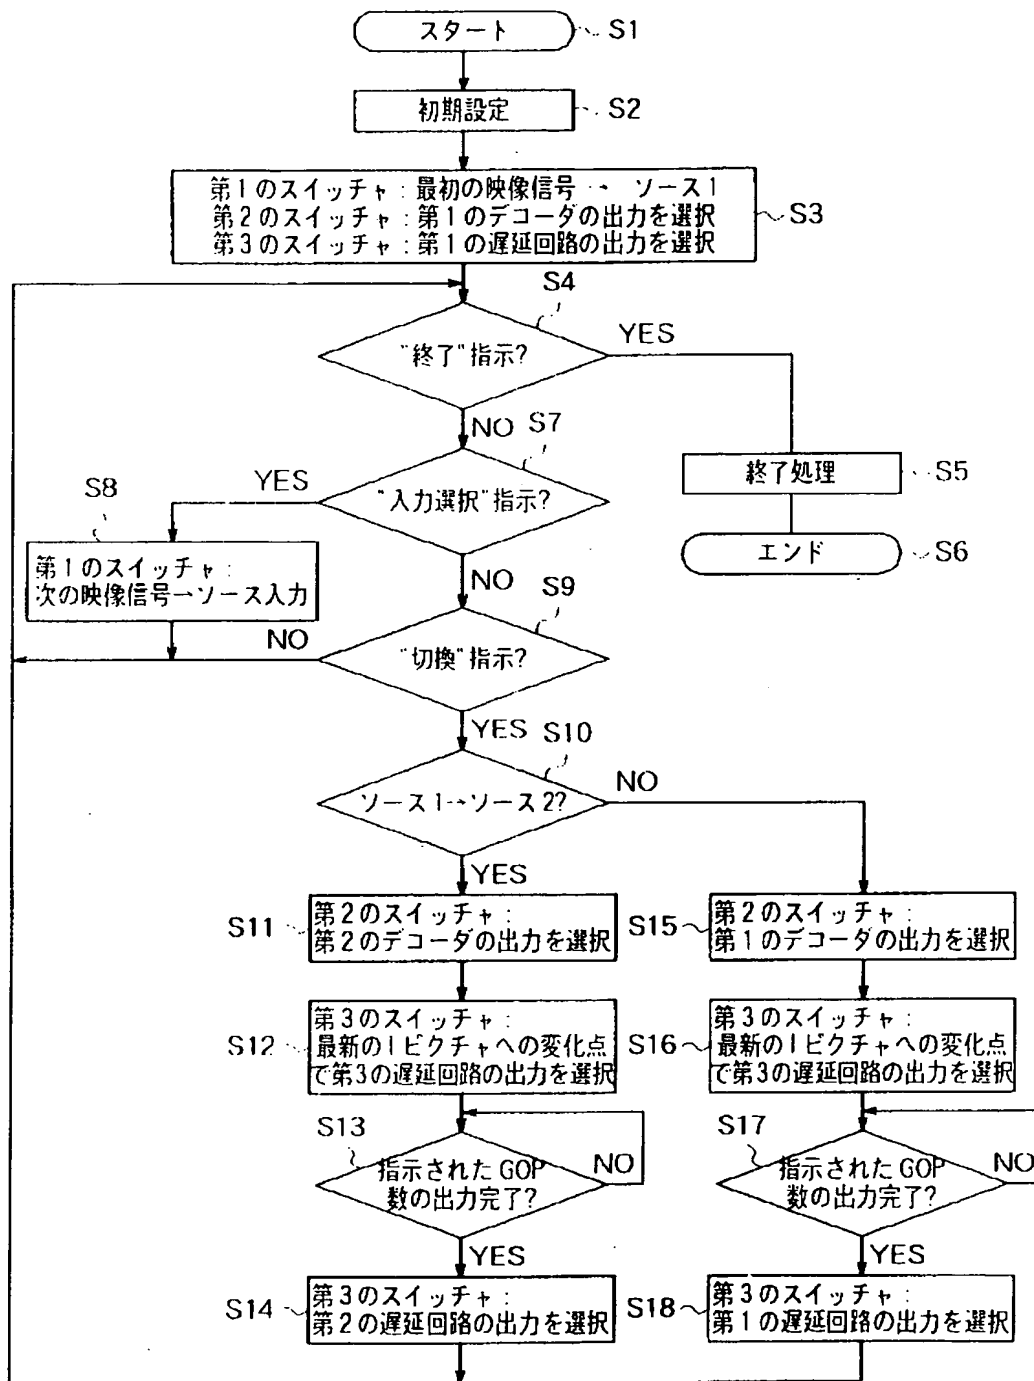 スタート
S1
初期設定
S2
第1のスイッチャ:最初の映像信号→ ソース1
第2のスイッチャ:第1のデコーダの出力を選択
第3のスイッチャ:第1の遅延回路の出力を選択
S3
S4
"終了"指示?
YES
NO
S7
終了処理
S5
エンド
S6
"入力選択"指示?
YES
S8
第1のスイッチャ:
次の映像信号→ソース入力
NO
S9
"切換"指示?
NO
YES
S10
ソース1→ソース2?
NO
YES
S11
第2のスイッチャ:
第2のデコーダの出力を選択
S15
第2のスイッチャ:
第1のデコーダの出力を選択
S12
第3のスイッチャ:
最新のIピクチャへの変化点
で第3の遅延回路の出力を選択
S16
第3のスイッチャ:
最新のIピクチャへの変化点
で第3の遅延回路の出力を選択
S13
指示されたGOP
数の出力完了?
NO
YES
S17
指示されたGOP
数の出力完了?
NO
YES
S14
第3のスイッチャ:
第2の遅延回路の出力を選択
S18
第3のスイッチャ:
第1の遅延回路の出力を選択